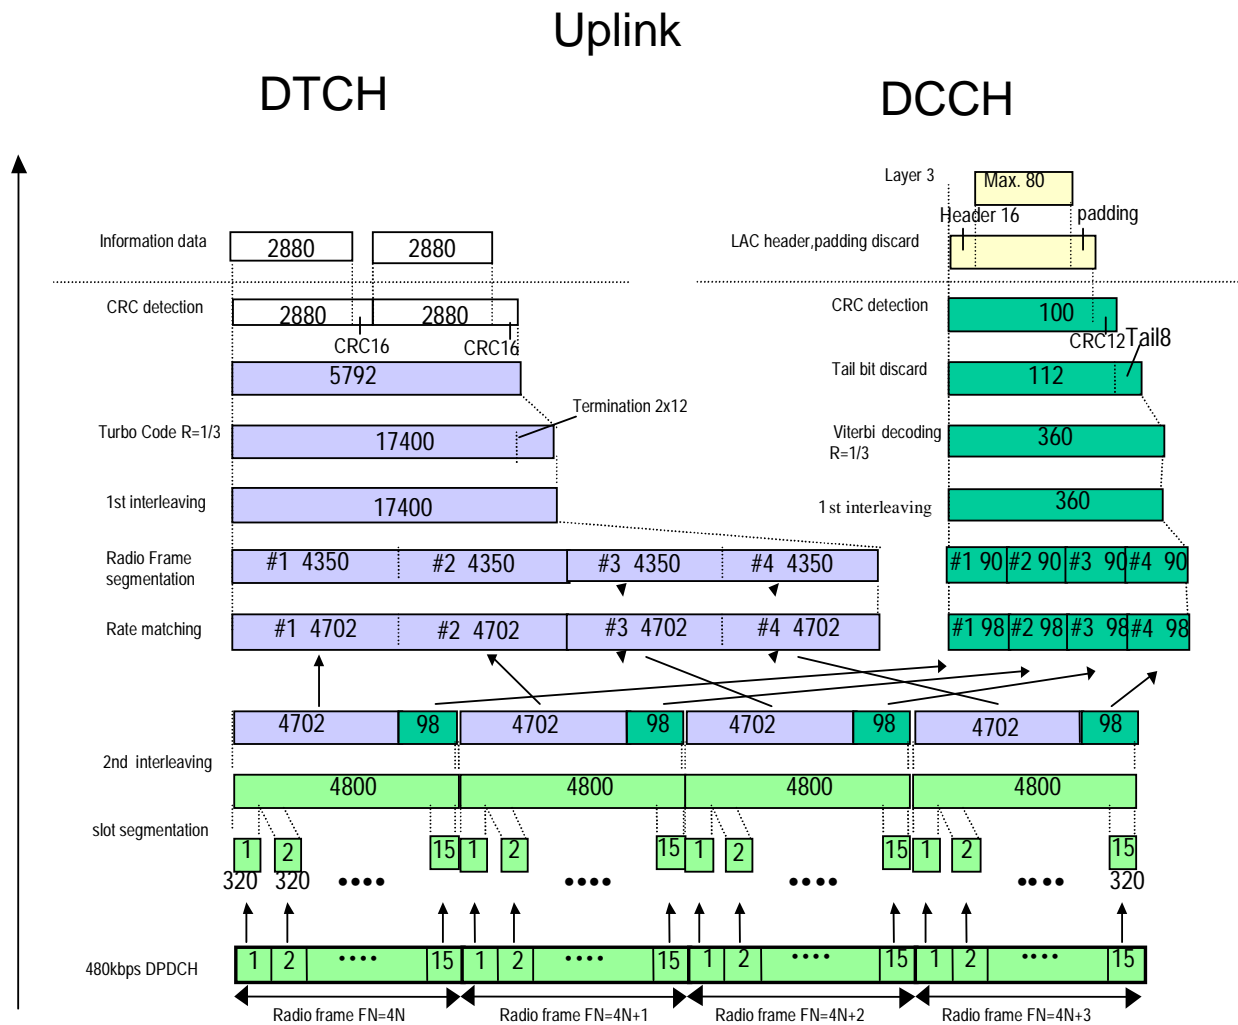 Uplink
DTCH DCCH
Layer 3 Max. 80
Header 16 padding
Information data 2880 2880 LAC header,padding discard
CRC detection 2880 2880 CRC detection 100
CRC16 CRC16 CRC12 Tail8
5792 Tail bit discard 112
Termination 2x12
Turbo Code R=1/3 17400 Viterbi decoding 360
R=1/3
1st interleaving 17400 1st interleaving 360
Radio Frame #1 4350 #2 4350 #3 4350 #4 4350 #1 90 #2 90 #3 90 #4 90
segmentation
Rate matching #1 4702 #2 4702 #3 4702 #4 4702 #1 98 #2 98 #3 98 #4 98
4702 98 4702 98 4702 98 4702 98
2nd interleaving
4800 4800 4800 4800
slot segmentation
1 2 15 1 2 15 1 2 15 1 2 15
320 320 •••• •••• •••• •••• 320
480kbps DPDCH 1 2 •••• 15 1 2 •••• 15 1 2 •••• 15 1 2 •••• 15
Radio frame FN=4N Radio frame FN=4N+1 Radio frame FN=4N+2 Radio frame FN=4N+3